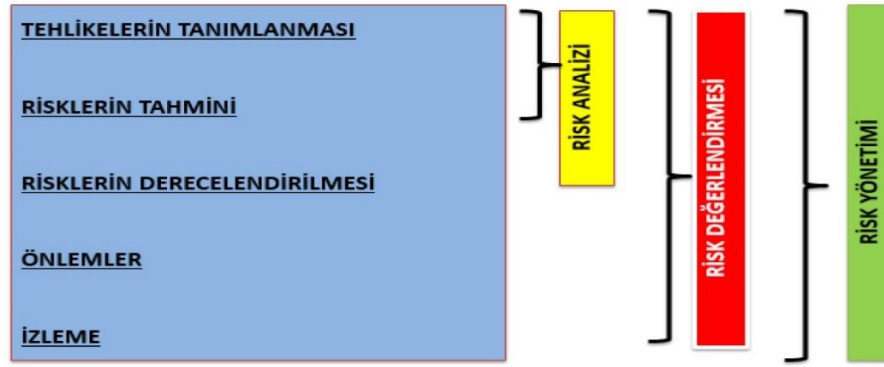 TEHLİKELERİN TANIMLANMASI
RİSKLERİN TAHMİNİ
RİSKLERİN DERECELENDİRİLMESİ
ÖNLEMLER
İZLEME
RİSK ANALİZİ
RİSK DEĞERLENDİRMESİ
RİSK YÖNETİMİ